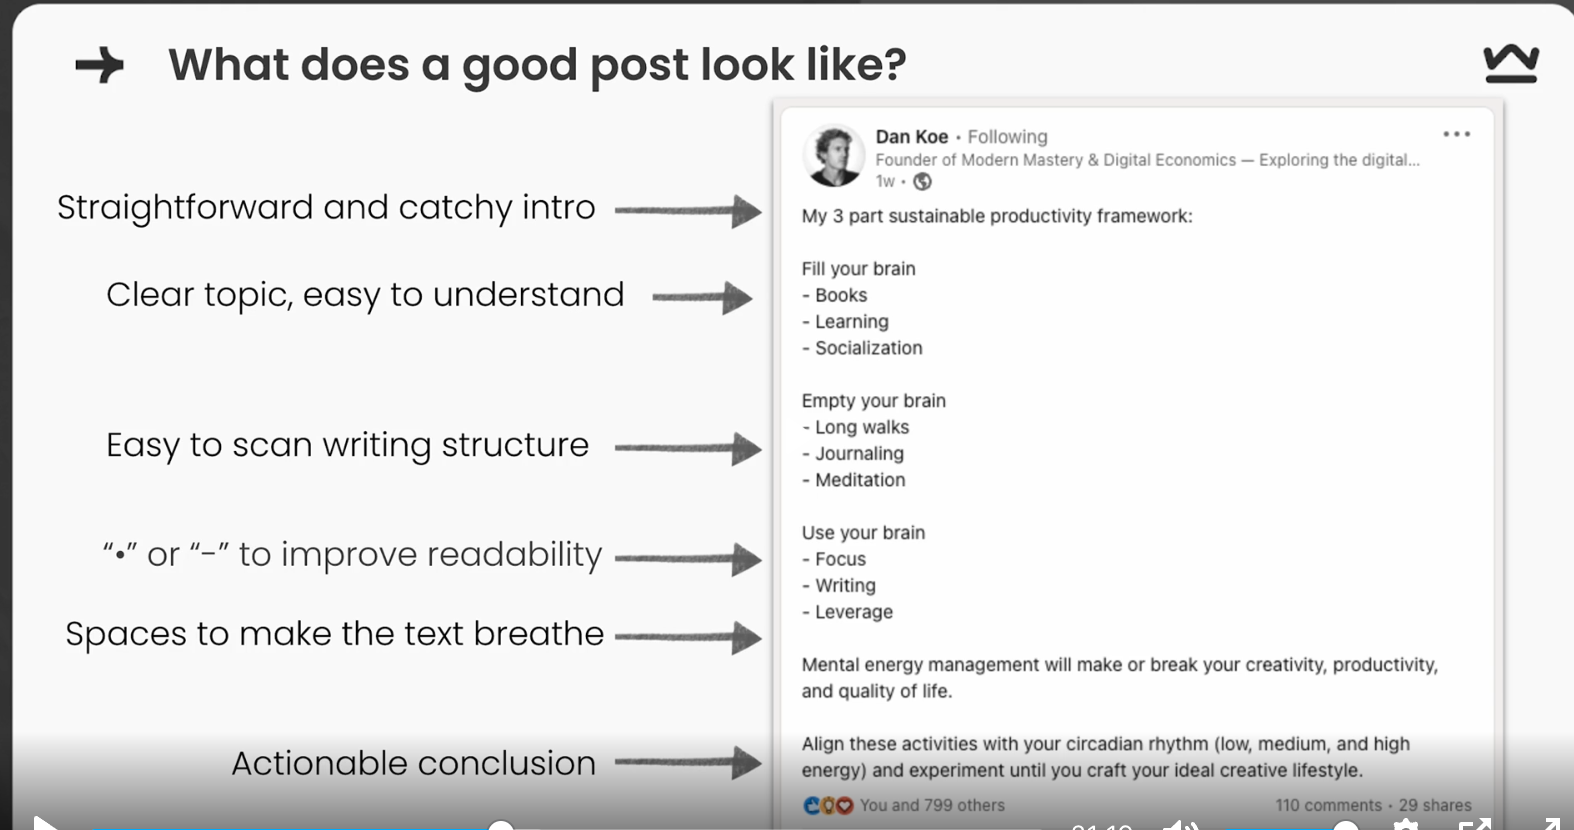 What does a good post look like?
Dan Koe • Following
Founder of Modern Mastery & Digital Economics — Exploring the digital...
1w •
Straightforward and catchy intro
My 3 part sustainable productivity framework:
Clear topic, easy to understand
Fill your brain
- Books
- Learning
- Socialization
Easy to scan writing structure
Empty your brain
- Long walks
- Journaling
- Meditation
“•” or “-” to improve readability
Use your brain
- Focus
- Writing
- Leverage
Spaces to make the text breathe
Mental energy management will make or break your creativity, productivity,
and quality of life.
Actionable conclusion
Align these activities with your circadian rhythm (low, medium, and high
energy) and experiment until you craft your ideal creative lifestyle.
You and 799 others
110 comments • 29 shares